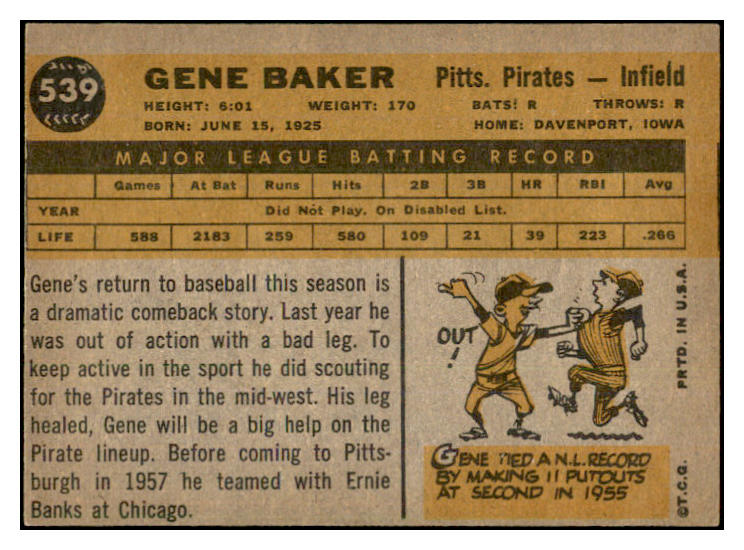 539
GENE BAKER Pitts. Pirates — Infield
HEIGHT: 6:01 WEIGHT: 170 BATS: R THROWS: R
BORN: JUNE 15, 1925 HOME: DAVENPORT, IOWA
MAJOR LEAGUE BATTING RECORD
Games At Bat Runs Hits 2B 3B HR RBI Avg
YEAR Did Not Play. On Disabled List.
LIFE 588 2183 259 580 109 21 39 223 .266
Gene's return to baseball this season is
a dramatic comeback story. Last year he
was out of action with a bad leg. To
keep active in the sport he did scouting
for the Pirates in the mid-west. His leg
healed, Gene will be a big help on the
Pirate lineup. Before coming to Pitts-
burgh in 1957 he teamed with Ernie
Banks at Chicago.
OUT!
GENE TIED A N.L. RECORD
BY MAKING 11 PUTOUTS
AT SECOND IN 1955
©T.C.G. PRTD. IN U.S.A.